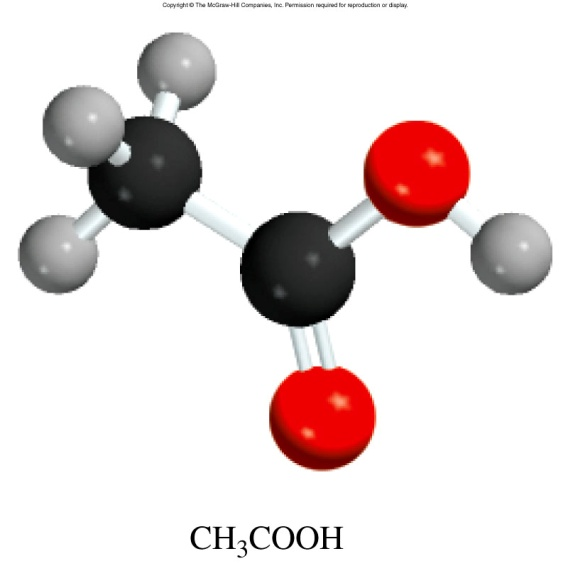 Copyright © The McGraw-Hill Companies, Inc. Permission required for reproduction or display.
CH₃COOH